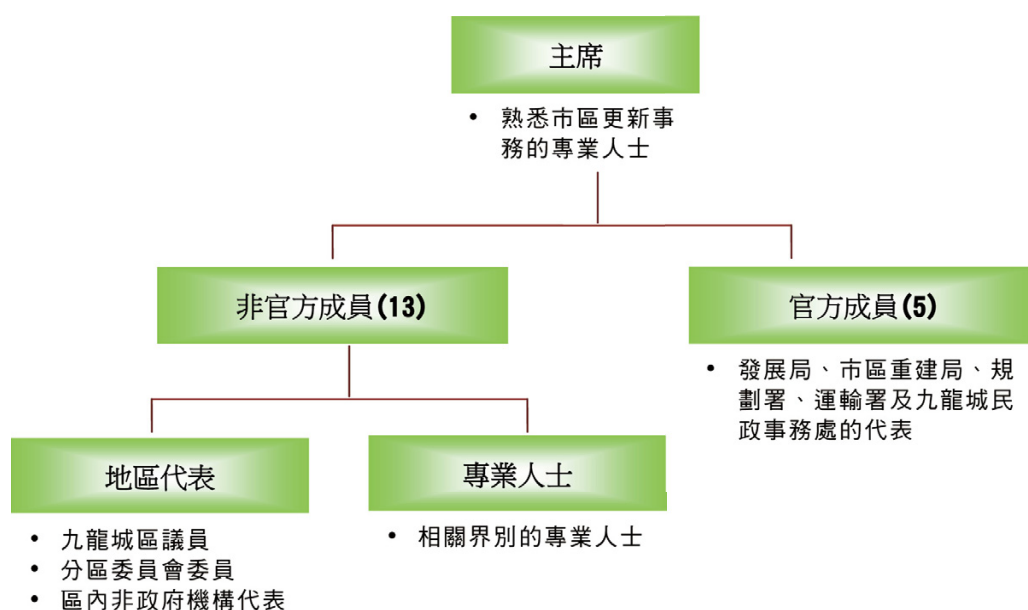 主席
• 熟悉市區更新事
務的專業人士
非官方成員(13)
官方成員(5)
• 發展局、市區重建局、規
劃署、運輸署及九龍城民
政事務處的代表
地區代表
專業人士
• 九龍城區議員
• 分區委員會委員
• 區內非政府機構代表
• 相關界別的專業人士